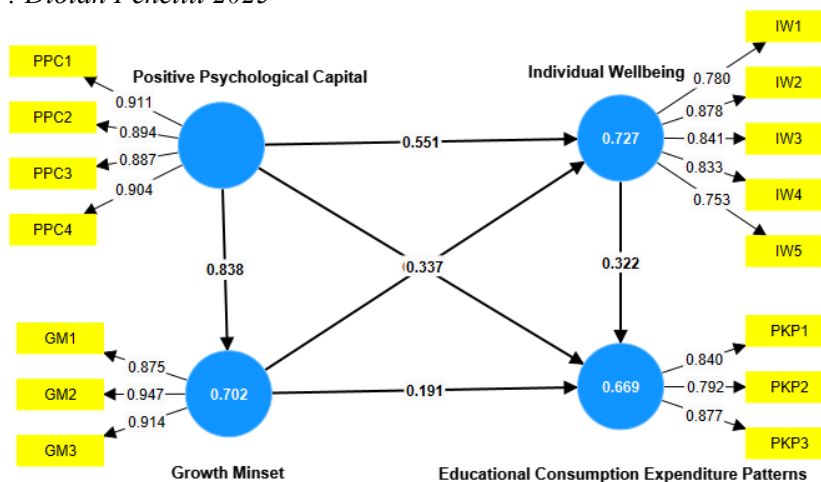 PPC1
PPC2
PPC3
PPC4
0.911
0.894
0.887
0.904
Positive Psychological Capital
Individual Wellbeing
IW1
IW2
IW3
IW4
IW5
0.780
0.878
0.841
0.833
0.753
0.727
0.551
0.838
0.337
0.322
0.191
GM1
GM2
GM3
0.875
0.947
0.914
0.702
Growth Minset
0.669
PKP1
PKP2
PKP3
0.840
0.792
0.877
Educational Consumption Expenditure Patterns